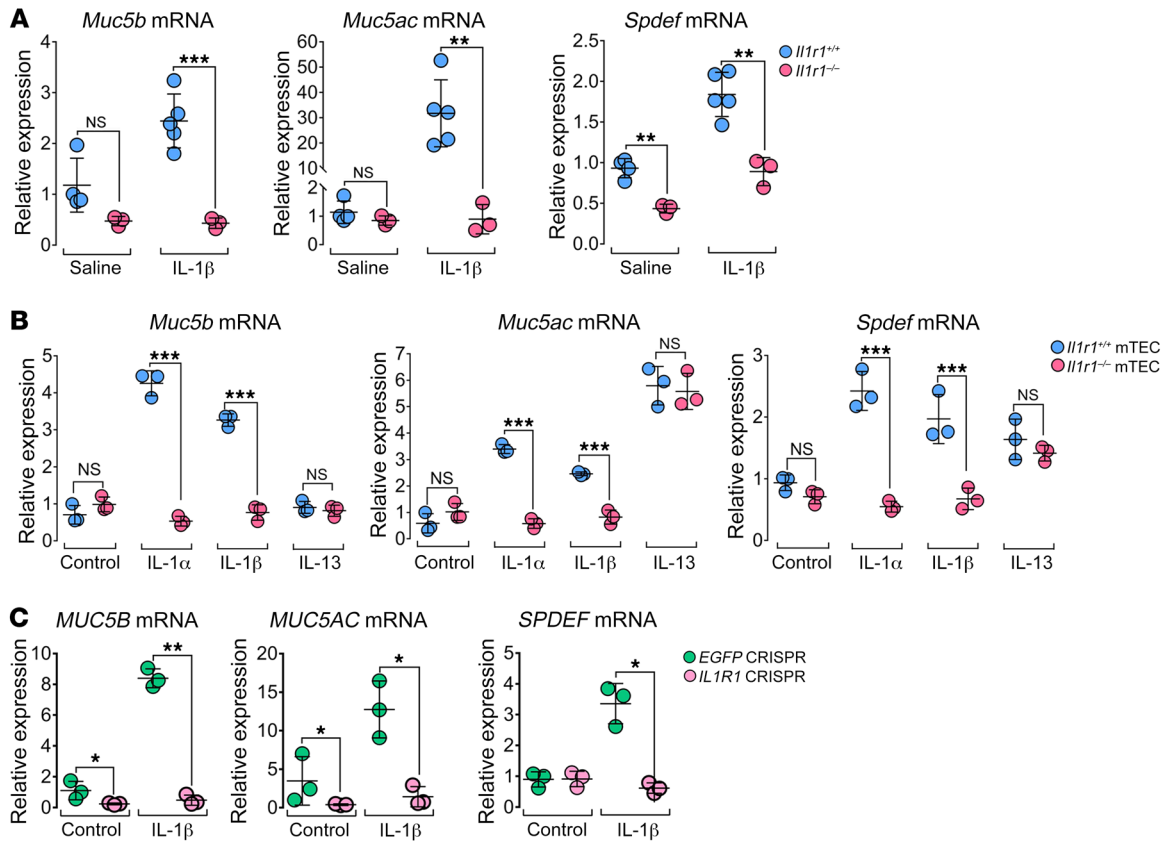 A
Muc5b mRNA
Relative expression
4
3
2
1
0
NS
***
Saline
IL-1β
Muc5ac mRNA
Relative expression
60
50
40
30
20
10
2
1
0
NS
**
Saline
IL-1β
Spdef mRNA
Relative expression
2.5
2.0
1.5
1.0
0.5
0.0
**
**
Saline
IL-1β
Il1r1+/+
Il1r1−/−
B
Muc5b mRNA
Relative expression
5
4
3
2
1
0
NS
***
***
NS
Control
IL-1α
IL-1β
IL-13
Muc5ac mRNA
Relative expression
7
6
5
4
3
2
1
0
NS
***
***
NS
Control
IL-1α
IL-1β
IL-13
Spdef mRNA
Relative expression
3
2
1
0
NS
***
***
NS
Control
IL-1α
IL-1β
IL-13
Il1r1+/+ mTEC
Il1r1−/− mTEC
C
MUC5B mRNA
Relative expression
10
8
6
4
2
0
*
**
Control
IL-1β
MUC5AC mRNA
Relative expression
20
15
10
5
0
*
*
Control
IL-1β
SPDEF mRNA
Relative expression
5
4
3
2
1
0
*
Control
IL-1β
EGFP CRISPR
IL1R1 CRISPR